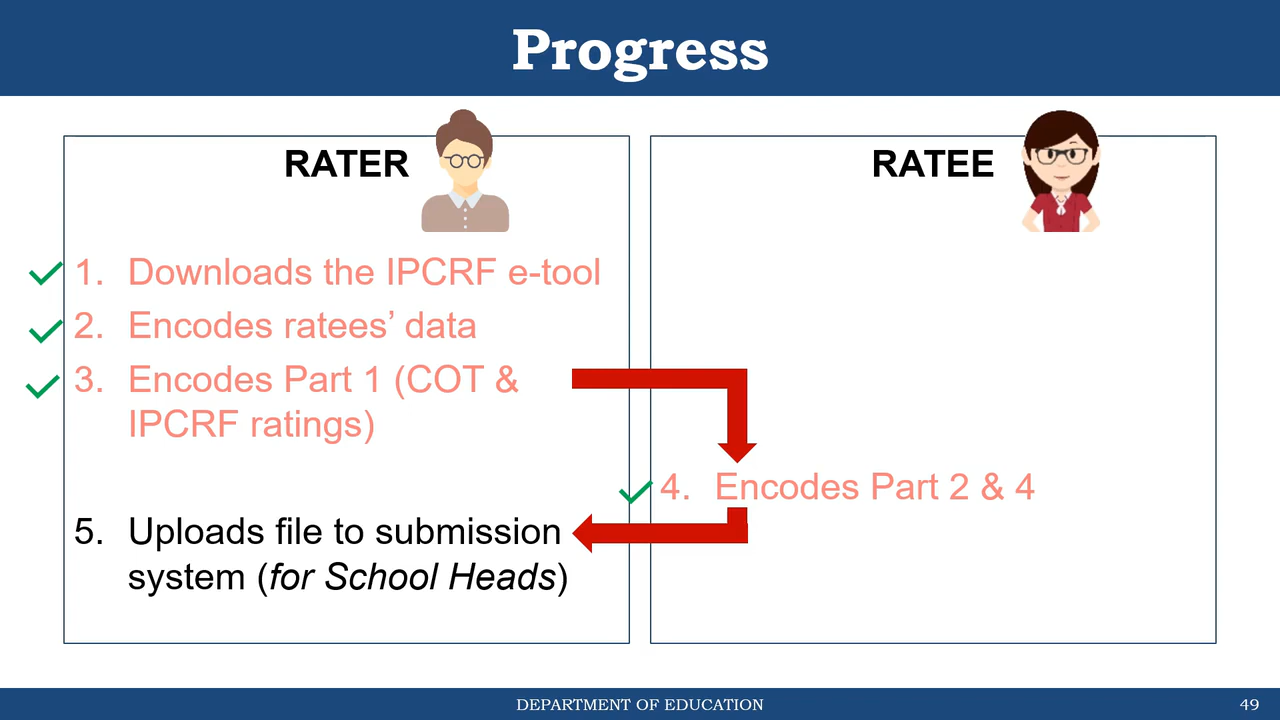 Progress
RATER
1. Downloads the IPCRF e-tool
2. Encodes ratees’ data
3. Encodes Part 1 (COT &
IPCRF ratings)
5. Uploads file to submission
system (for School Heads)
RATEE
4. Encodes Part 2 & 4
DEPARTMENT OF EDUCATION
49